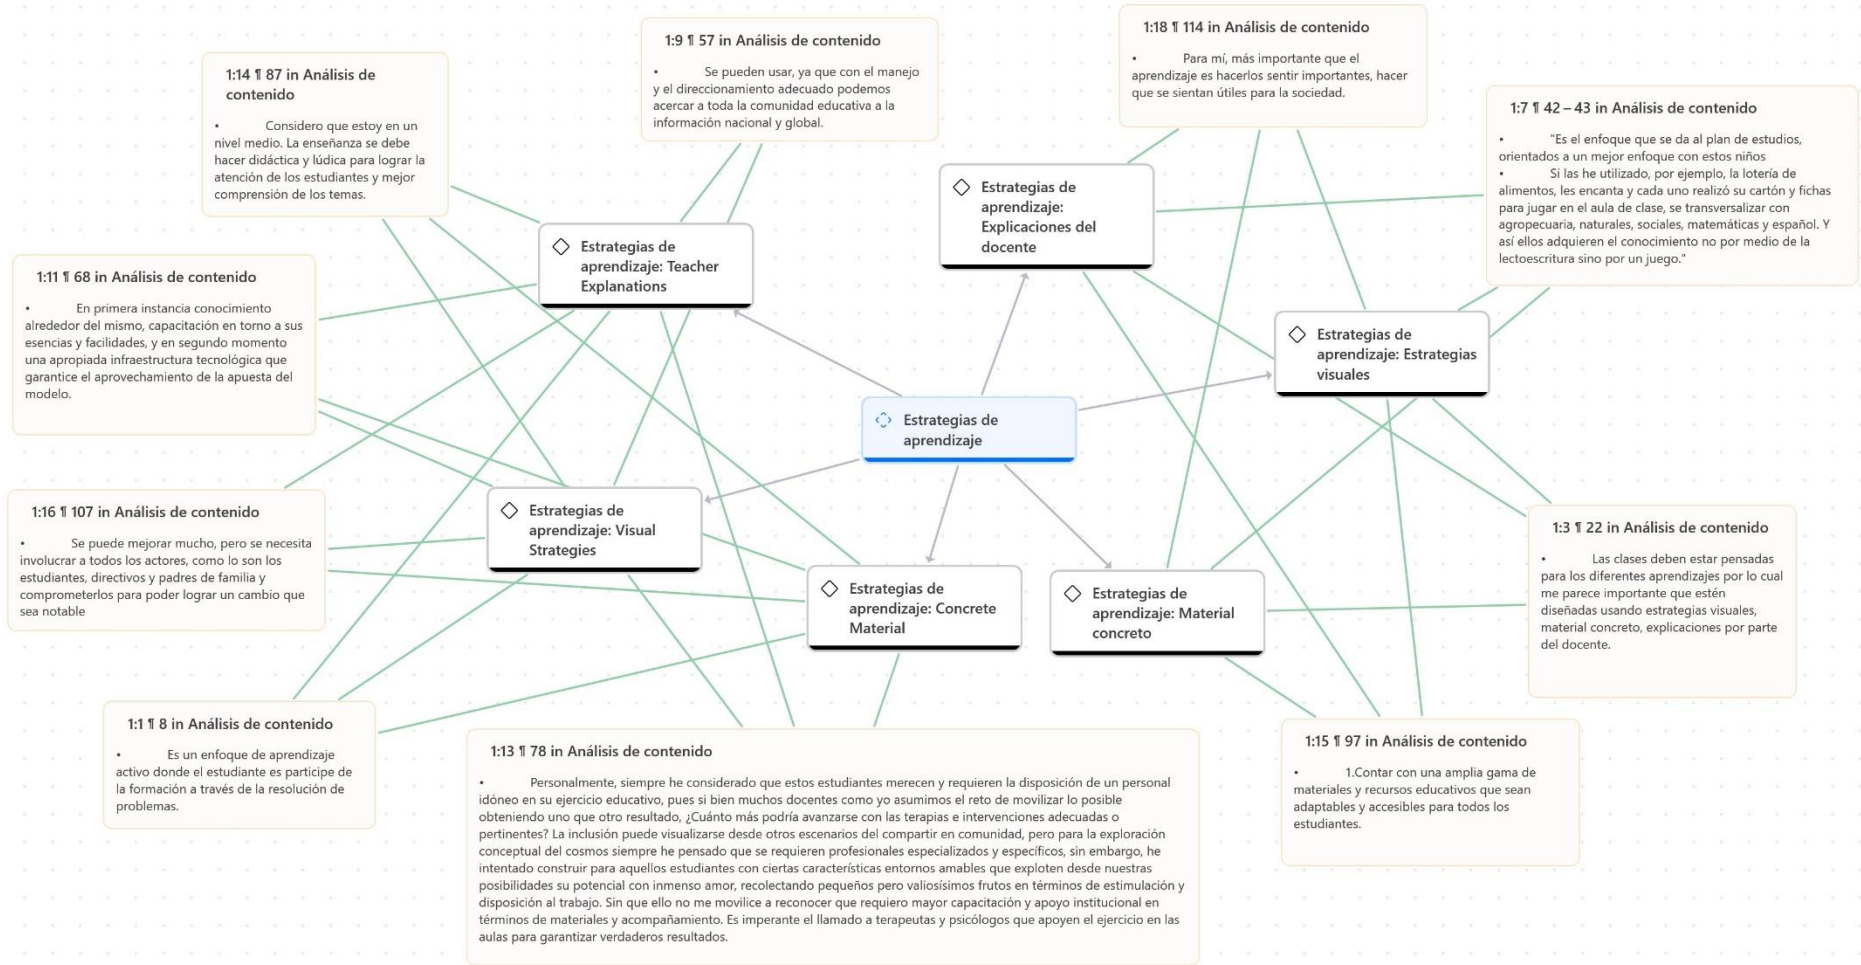 1:9 ¶ 57 in Análisis de contenido
• Se pueden usar, ya que con el manejo
y el direccionamiento adecuado podemos
acercar a toda la comunidad educativa a la
información nacional y global.
1:18 ¶ 114 in Análisis de contenido
• Para mí, más importante que el
aprendizaje es hacerlos sentir importantes, hacer
que se sientan útiles para la sociedad.
1:14 ¶ 87 in Análisis de
contenido
• Considero que estoy en un
nivel medio. La enseñanza se debe
hacer didáctica y lúdica para lograr la
atención de los estudiantes y mejor
comprensión de los temas.
1:7 ¶ 42 – 43 in Análisis de contenido
• "Es el enfoque que se da al plan de estudios,
orientados a un mejor enfoque con estos niños
• Si las he utilizado, por ejemplo, la lotería de
alimentos, les encanta y cada uno realizó su cartón y fichas
para jugar en el aula de clase, se transversalizar con
agropecuaria, naturales, sociales, matemáticas y español. Y
así ellos adquieren el conocimiento no por medio de la
lectoescritura sino por un juego."
Estrategias de
aprendizaje:
Explicaciones del
docente
Estrategias de
aprendizaje: Teacher
Explanations
1:11 ¶ 68 in Análisis de contenido
• En primera instancia conocimiento
alrededor del mismo, capacitación en torno a sus
esencias y facilidades, y en segundo momento
una apropiada infraestructura tecnológica que
garantice el aprovechamiento de la apuesta del
modelo.
Estrategias de
aprendizaje: Estrategias
visuales
Estrategias de
aprendizaje
1:16 ¶ 107 in Análisis de contenido
• Se puede mejorar mucho, pero se necesita
involucrar a todos los actores, como lo son los
estudiantes, directivos y padres de familia y
comprometerlos para poder lograr un cambio que
sea notable
Estrategias de
aprendizaje: Visual
Strategies
1:3 ¶ 22 in Análisis de contenido
• Las clases deben estar pensadas
para los diferentes aprendizajes por lo cual
me parece importante que estén
diseñadas usando estrategias visuales,
material concreto, explicaciones por parte
del docente.
Estrategias de
aprendizaje: Concrete
Material
Estrategias de
aprendizaje: Material
concreto
1:1 ¶ 8 in Análisis de contenido
• Es un enfoque de aprendizaje
activo donde el estudiante es participe de
la formación a través de la resolución de
problemas.
1:13 ¶ 78 in Análisis de contenido
• Personalmente, siempre he considerado que estos estudiantes merecen y requieren la disposición de un personal
idóneo en su ejercicio educativo, pues si bien muchos docentes como yo asumimos el reto de movilizar lo posible
obteniendo uno que otro resultado, ¿Cuánto más podría avanzarse con las terapias e intervenciones adecuadas o
pertinentes? La inclusión puede visualizarse desde otros escenarios del compartir en comunidad, pero para la exploración
conceptual del cosmos siempre he pensado que se requieren profesionales especializados y específicos, sin embargo, he
intentado construir para aquellos estudiantes con ciertas características entornos amables que exploten desde nuestras
posibilidades su potencial con inmenso amor, recolectando pequeños pero valiosísimos frutos en términos de estimulación y
disposición al trabajo. Sin que ello no me movilice a reconocer que requiero mayor capacitación y apoyo institucional en
términos de materiales y acompañamiento. Es imperante el llamado a terapeutas y psicólogos que apoyen el ejercicio en las
aulas para garantizar verdaderos resultados.
1:15 ¶ 97 in Análisis de contenido
• 1.Contar con una amplia gama de
materiales y recursos educativos que sean
adaptables y accesibles para todos los
estudiantes.